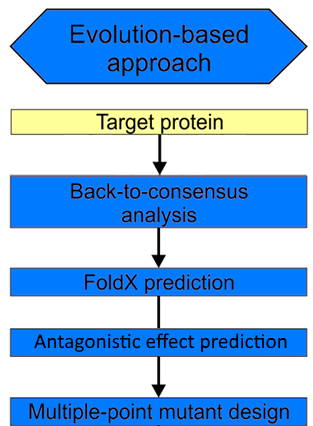 Evolution-based
approach
Target protein
Back-to-consensus
analysis
FoldX prediction
Antagonistic effect prediction
Multiple-point mutant design